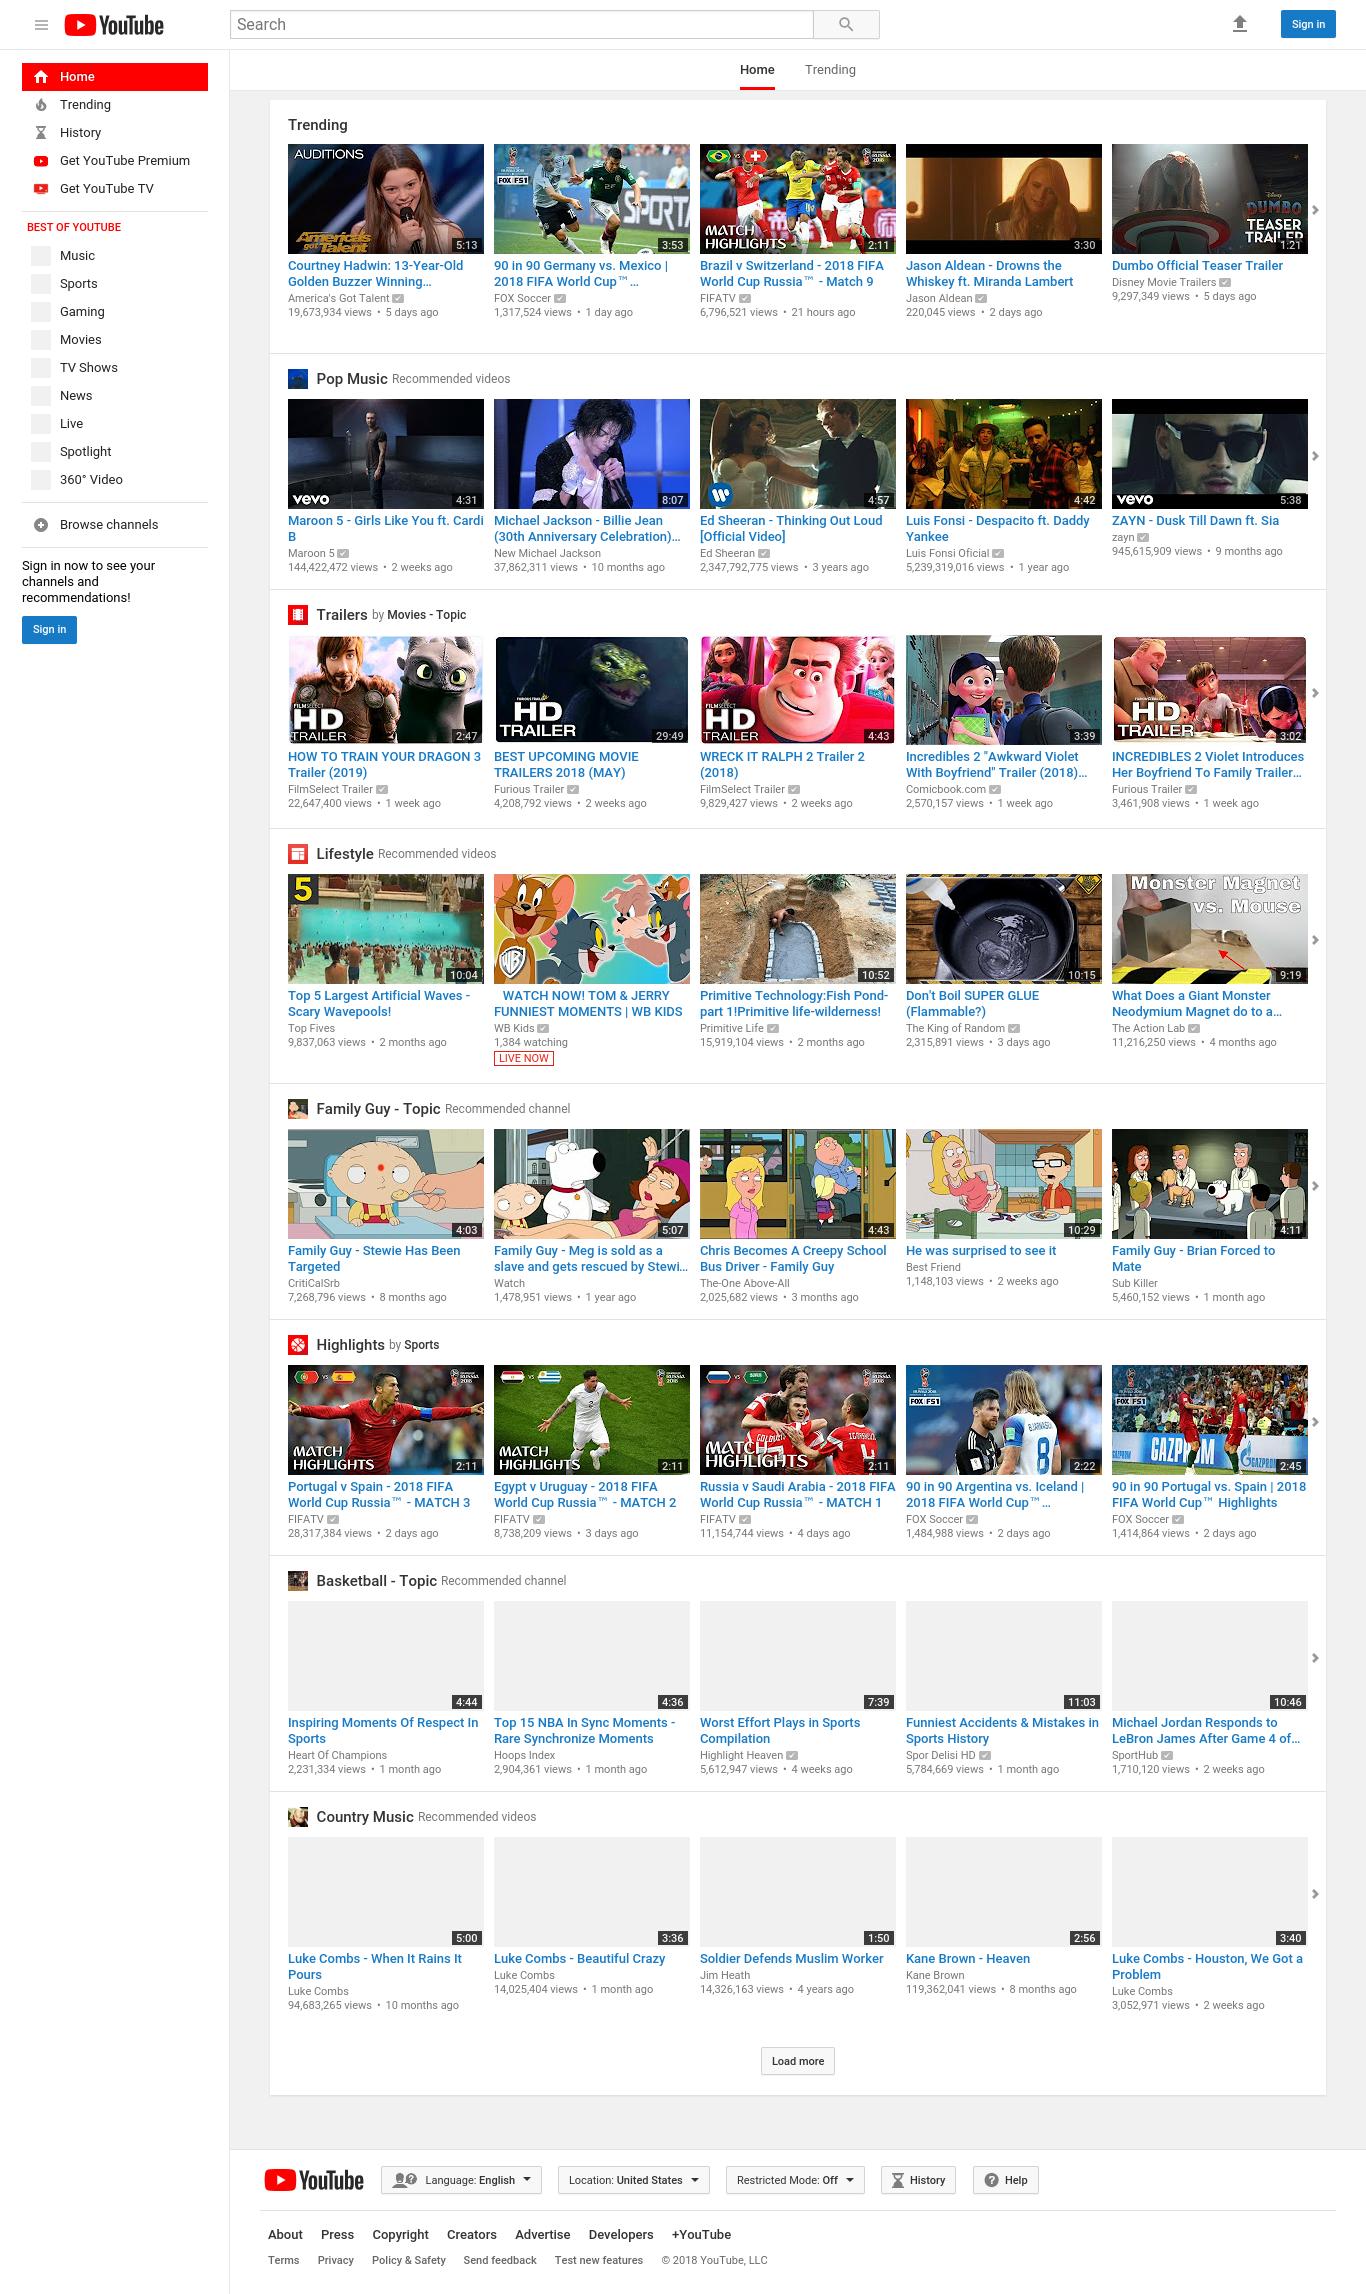 YouTube
Search
Sign in
Home
Trending
History
Get YouTube Premium
Get YouTube TV
BEST OF YOUTUBE
Music
Sports
Gaming
Movies
TV Shows
News
Live
Spotlight
360° Video
Browse channels
Sign in now to see your
channels and
recommendations!
Sign in
Home Trending
Trending
AUDITIONS
America's got Talent
5:13
Courtney Hadwin: 13-Year-Old
Golden Buzzer Winning...
America's Got Talent
19,673,934 views • 5 days ago
FOX FS1
SPORTA
3:53
90 in 90 Germany vs. Mexico |
2018 FIFA World Cup™...
FOX Soccer
1,317,524 views • 1 day ago
VS
RUSSIA 2018
MATCH
HIGHLIGHTS
2:11
Brazil v Switzerland - 2018 FIFA
World Cup Russia™ - Match 9
FIFATV
6,796,521 views • 21 hours ago
3:30
Jason Aldean - Drowns the
Whiskey ft. Miranda Lambert
Jason Aldean
220,045 views • 2 days ago
Disney
DUMBO
TEASER
TRAILER
1:21
Dumbo Official Teaser Trailer
Disney Movie Trailers
9,297,349 views • 5 days ago
Pop Music Recommended videos
vevo
4:31
Maroon 5 - Girls Like You ft. Cardi
B
Maroon 5
144,422,472 views • 2 weeks ago
8:07
Michael Jackson - Billie Jean
(30th Anniversary Celebration)...
New Michael Jackson
37,862,311 views • 10 months ago
4:57
Ed Sheeran - Thinking Out Loud
[Official Video]
Ed Sheeran
2,347,792,775 views • 3 years ago
4:42
Luis Fonsi - Despacito ft. Daddy
Yankee
Luis Fonsi Oficial
5,239,319,016 views • 1 year ago
vevo
5:38
ZAYN - Dusk Till Dawn ft. Sia
zayn
945,615,909 views • 9 months ago
Trailers by Movies - Topic
FILMSELECT
HD
TRAILER
2:47
HOW TO TRAIN YOUR DRAGON 3
Trailer (2019)
FilmSelect Trailer
22,647,400 views • 1 week ago
FURIOUS TRAILER
HD
TRAILER
29:49
BEST UPCOMING MOVIE
TRAILERS 2018 (MAY)
Furious Trailer
4,208,792 views • 2 weeks ago
FILMSELECT
HD
TRAILER
4:43
WRECK IT RALPH 2 Trailer 2
(2018)
FilmSelect Trailer
9,829,427 views • 2 weeks ago
3:39
Incredibles 2 "Awkward Violet
With Boyfriend" Trailer (2018)...
Comicbook.com
2,570,157 views • 1 week ago
FURIOUS TRAILER
HD
TRAILER
3:02
INCREDIBLES 2 Violet Introduces
Her Boyfriend To Family Trailer...
Furious Trailer
3,461,908 views • 1 week ago
Lifestyle Recommended videos
5
10:04
Top 5 Largest Artificial Waves -
Scary Wavepools!
Top Fives
9,837,063 views • 2 months ago
WB
WATCH NOW! TOM & JERRY
FUNNIEST MOMENTS | WB KIDS
WB Kids
1,384 watching
LIVE NOW
10:52
Primitive Technology:Fish Pond-
part 1!Primitive life-wilderness!
Primitive Life
15,919,104 views • 2 months ago
10:15
Don't Boil SUPER GLUE
(Flammable?)
The King of Random
2,315,891 views • 3 days ago
Monster Magnet
vs. Mouse
9:19
What Does a Giant Monster
Neodymium Magnet do to a...
The Action Lab
11,216,250 views • 4 months ago
Family Guy - Topic Recommended channel
4:03
Family Guy - Stewie Has Been
Targeted
CritiCalSrb
7,268,796 views • 8 months ago
5:07
Family Guy - Meg is sold as a
slave and gets rescued by Stewi...
Watch
1,478,951 views • 1 year ago
4:43
Chris Becomes A Creepy School
Bus Driver - Family Guy
The-One Above-All
2,025,682 views • 3 months ago
10:29
He was surprised to see it
Best Friend
1,148,103 views • 2 weeks ago
4:11
Family Guy - Brian Forced to
Mate
Sub Killer
5,460,152 views • 1 month ago
Highlights by Sports
VS
RUSSIA 2018
MATCH
HIGHLIGHTS
2:11
Portugal v Spain - 2018 FIFA
World Cup Russia™ - MATCH 3
FIFATV
28,317,384 views • 2 days ago
VS
RUSSIA 2018
2
MATCH
HIGHLIGHTS
2:11
Egypt v Uruguay - 2018 FIFA
World Cup Russia™ - MATCH 2
FIFATV
8,738,209 views • 3 days ago
VS
RUSSIA 2018
MATCH
HIGHLIGHTS
2:11
Russia v Saudi Arabia - 2018 FIFA
World Cup Russia™ - MATCH 1
FIFATV
11,154,744 views • 4 days ago
FOX FS1
8
2:22
90 in 90 Argentina vs. Iceland |
2018 FIFA World Cup™...
FOX Soccer
1,484,988 views • 2 days ago
FOX FS1
GAZPROM
GAZPROM
2:45
90 in 90 Portugal vs. Spain | 2018
FIFA World Cup™ Highlights
FOX Soccer
1,414,864 views • 2 days ago
Basketball - Topic Recommended channel
4:44
Inspiring Moments Of Respect In
Sports
Heart Of Champions
2,231,334 views • 1 month ago
4:36
Top 15 NBA In Sync Moments -
Rare Synchronize Moments
Hoops Index
2,904,361 views • 1 month ago
7:39
Worst Effort Plays in Sports
Compilation
Highlight Heaven
5,612,947 views • 4 weeks ago
11:03
Funniest Accidents & Mistakes in
Sports History
Spor Delisi HD
5,784,669 views • 1 month ago
10:46
Michael Jordan Responds to
LeBron James After Game 4 of...
SportHub
1,710,120 views • 2 weeks ago
Country Music Recommended videos
5:00
Luke Combs - When It Rains It
Pours
Luke Combs
94,683,265 views • 10 months ago
3:36
Luke Combs - Beautiful Crazy
Luke Combs
14,025,404 views • 1 month ago
1:50
Soldier Defends Muslim Worker
Jim Heath
14,326,163 views • 4 years ago
2:56
Kane Brown - Heaven
Kane Brown
119,362,041 views • 8 months ago
3:40
Luke Combs - Houston, We Got a
Problem
Luke Combs
3,052,971 views • 2 weeks ago
Load more
YouTube Language: English Location: United States Restricted Mode: Off History Help
About Press Copyright Creators Advertise Developers +YouTube
Terms Privacy Policy & Safety Send feedback Test new features © 2018 YouTube, LLC